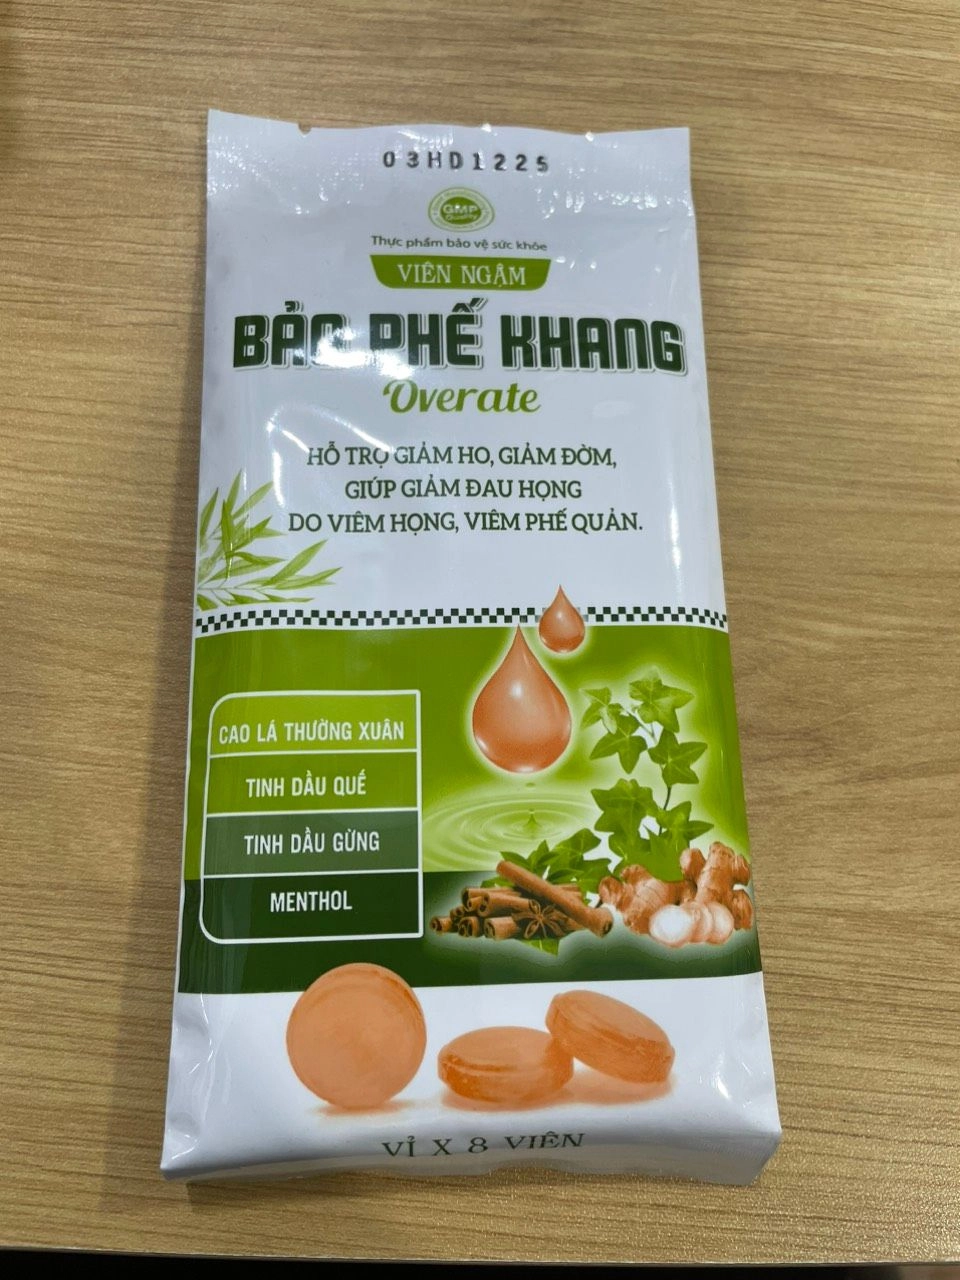 03HD1225
GMP
Quality
Thực phẩm bảo vệ sức khỏe
VIÊN NGẬM
BẢO PHẾ KHANG
Overate
HỖ TRỢ GIẢM HO, GIẢM ĐỜM,
GIÚP GIẢM ĐAU HỌNG
DO VIÊM HỌNG, VIÊM PHẾ QUẢN.
CAO LÁ THƯỜNG XUÂN
TINH DẦU QUẾ
TINH DẦU GỪNG
MENTHOL
VỈ X 8 VIÊN